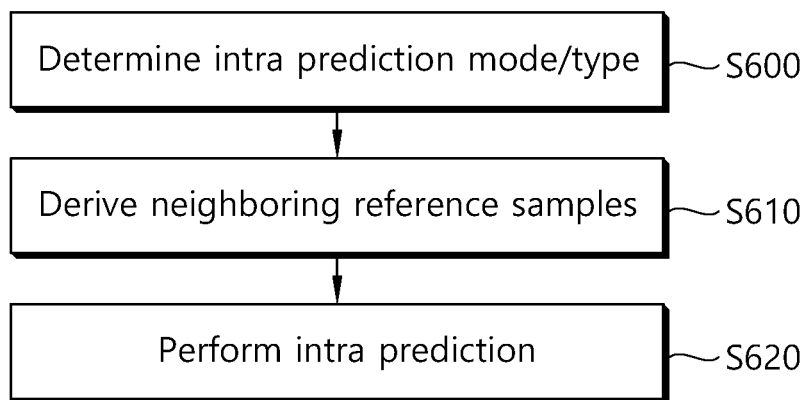 Determine intra prediction mode/type S600
Derive neighboring reference samples S610
Perform intra prediction S620